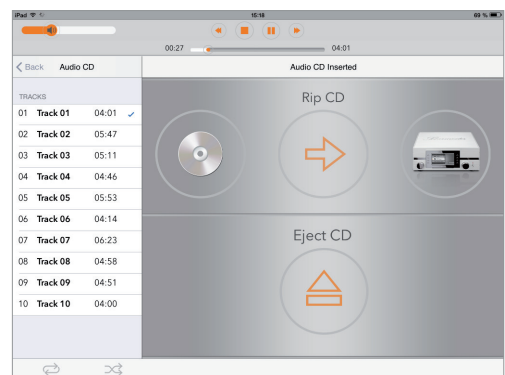 iPad 15:18 69 %
00:27 04:01
Back Audio CD Audio CD Inserted
TRACKS
01 Track 01 04:01
02 Track 02 05:47
03 Track 03 05:11
04 Track 04 04:46
05 Track 05 05:53
06 Track 06 04:14
07 Track 07 06:23
08 Track 08 04:58
09 Track 09 04:51
10 Track 10 04:00
Rip CD
Eject CD